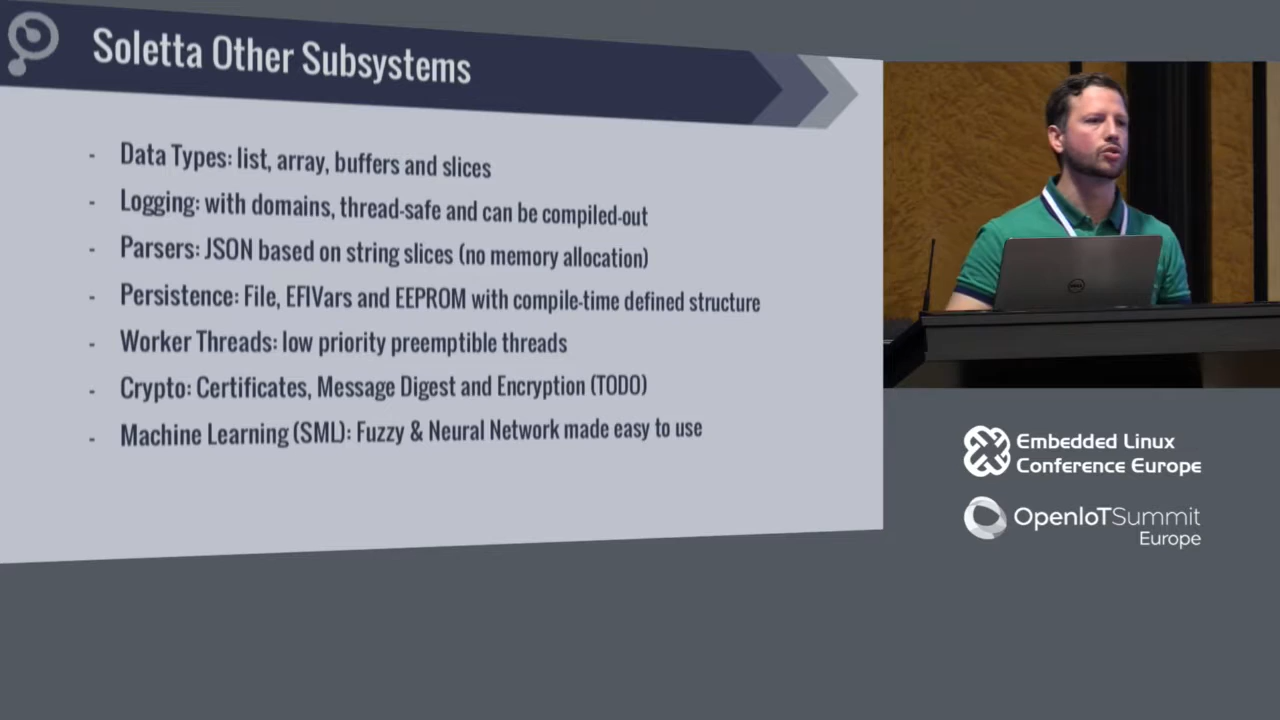 Soletta Other Subsystems
- Data Types: list, array, buffers and slices
- Logging: with domains, thread-safe and can be compiled-out
- Parsers: JSON based on string slices (no memory allocation)
- Persistence: File, EFIVars and EEPROM with compile-time defined structure
- Worker Threads: low priority preemptible threads
- Crypto: Certificates, Message Digest and Encryption (TODO)
- Machine Learning (SML): Fuzzy & Neural Network made easy to use
DELL
Embedded Linux
Conference Europe
OpenIoTSummit
Europe